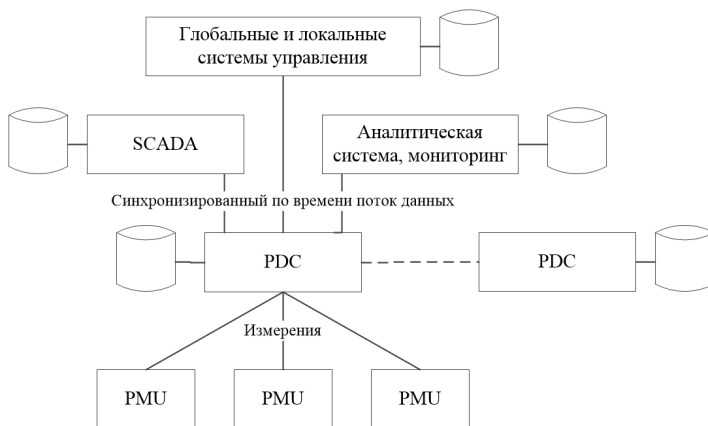 Глобальные и локальные
системы управления
SCADA
Аналитическая
система, мониторинг
Синхронизированный по времени поток данных
PDC
PDC
Измерения
PMU
PMU
PMU